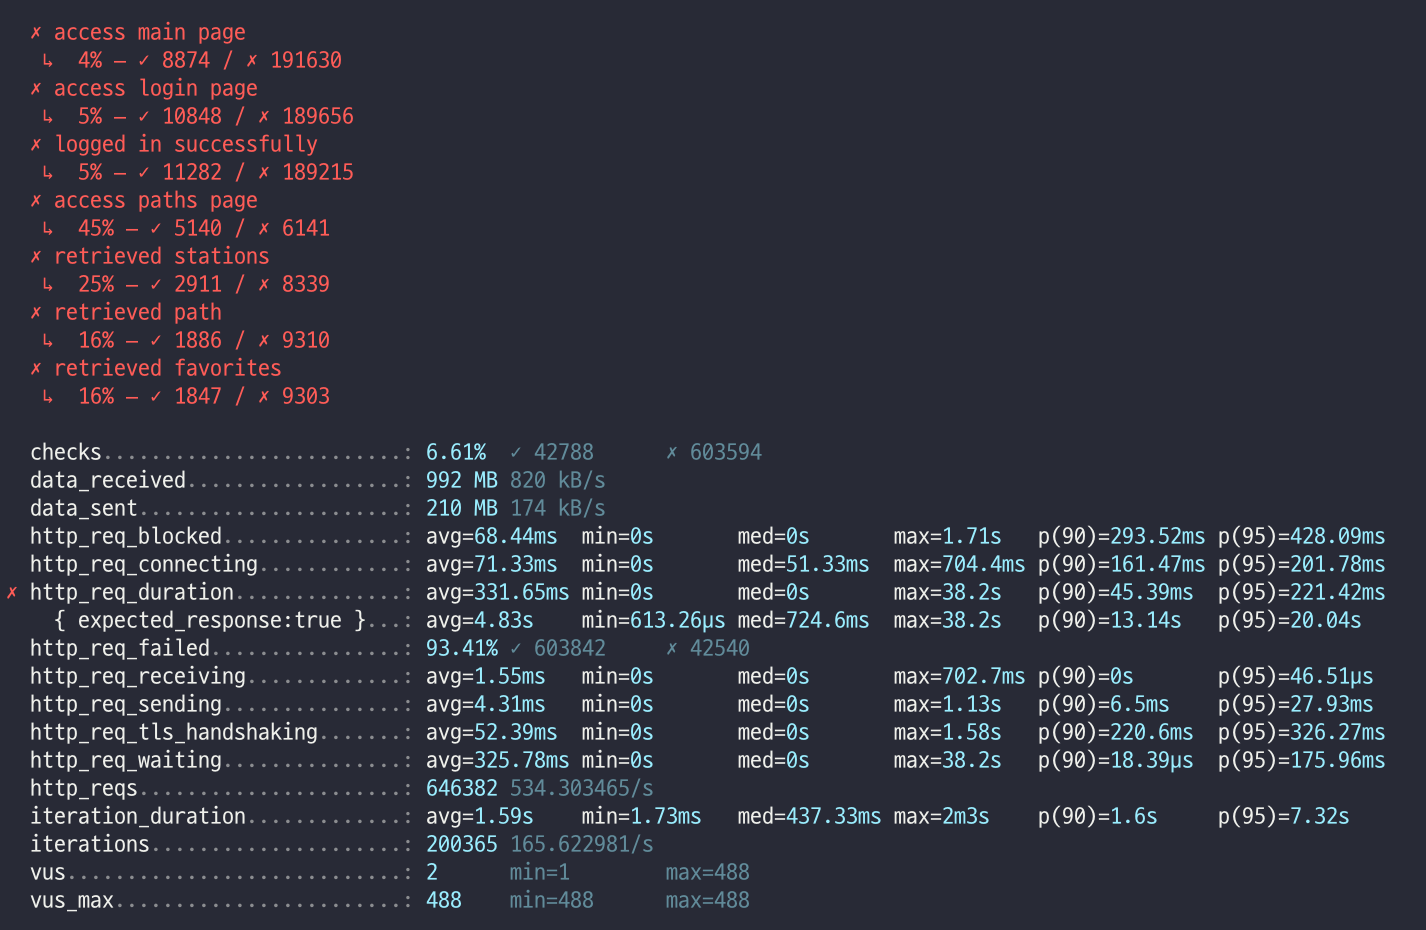 ✗ access main page
↳  4% — ✓ 8874 / ✗ 191630
✗ access login page
↳  5% — ✓ 10848 / ✗ 189656
✗ logged in successfully
↳  5% — ✓ 11282 / ✗ 189215
✗ access paths page
↳  45% — ✓ 5140 / ✗ 6141
✗ retrieved stations
↳  25% — ✓ 2911 / ✗ 8339
✗ retrieved path
↳  16% — ✓ 1886 / ✗ 9310
✗ retrieved favorites
↳  16% — ✓ 1847 / ✗ 9303
checks.........................: 6.61%  ✓ 42788      ✗ 603594
data_received..................: 992 MB 820 kB/s
data_sent......................: 210 MB 174 kB/s
http_req_blocked...............: avg=68.44ms  min=0s       med=0s       max=1.71s   p(90)=293.52ms p(95)=428.09ms
http_req_connecting............: avg=71.33ms  min=0s       med=51.33ms  max=704.4ms p(90)=161.47ms p(95)=201.78ms
✗ http_req_duration..............: avg=331.65ms min=0s       med=0s       max=38.2s   p(90)=45.39ms  p(95)=221.42ms
{ expected_response:true }...: avg=4.83s    min=613.26µs med=724.6ms  max=38.2s   p(90)=13.14s   p(95)=20.04s
http_req_failed................: 93.41% ✓ 603842     ✗ 42540
http_req_receiving.............: avg=1.55ms   min=0s       med=0s       max=702.7ms p(90)=0s       p(95)=46.51µs
http_req_sending...............: avg=4.31ms   min=0s       med=0s       max=1.13s   p(90)=6.5ms    p(95)=27.93ms
http_req_tls_handshaking.......: avg=52.39ms  min=0s       med=0s       max=1.58s   p(90)=220.6ms  p(95)=326.27ms
http_req_waiting...............: avg=325.78ms min=0s       med=0s       max=38.2s   p(90)=18.39µs  p(95)=175.96ms
http_reqs......................: 646382 534.303465/s
iteration_duration.............: avg=1.59s    min=1.73ms   med=437.33ms max=2m3s    p(90)=1.6s     p(95)=7.32s
iterations.....................: 200365 165.622981/s
vus............................: 2      min=1        max=488
vus_max........................: 488    min=488      max=488